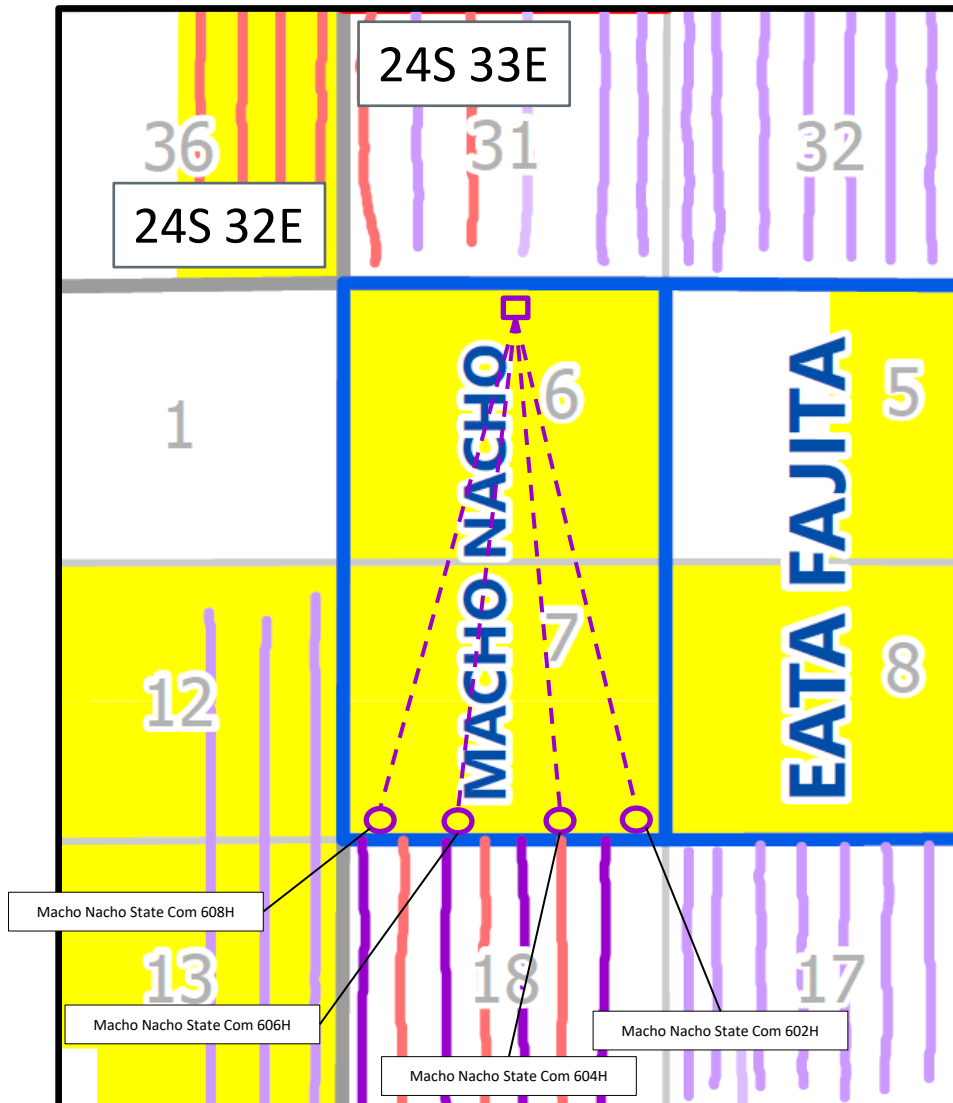 24S 33E
36
31
32
24S 32E
1
6
5
MACHO NACHO
EATA FAJITA
12
7
8
Macho Nacho State Com 608H
13
18
17
Macho Nacho State Com 606H
Macho Nacho State Com 602H
Macho Nacho State Com 604H